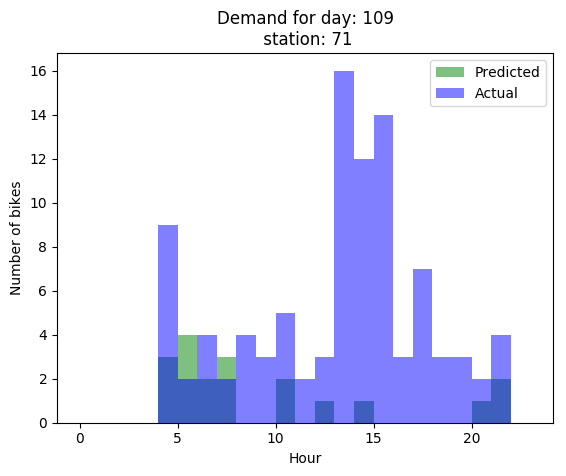 Demand for day: 109
station: 71
Predicted
Actual
16
14
12
10
8
6
4
2
0
Number of bikes
0 5 10 15 20
Hour